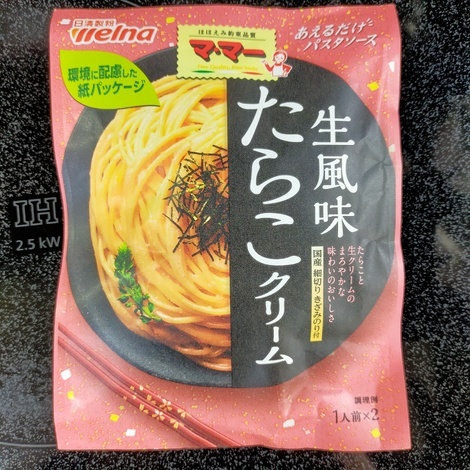 日清製粉
Welna
ほほえみ約束品質
マ・マー
あえるだけ
パスタソース
環境に配慮した
紙パッケージ
生風味
たらこクリーム
たらこと
生クリームの
まろやかな
味わいのおいしさ
国産 細切り きざみのり付
調理例
1人前×2
IH
2.5 kW